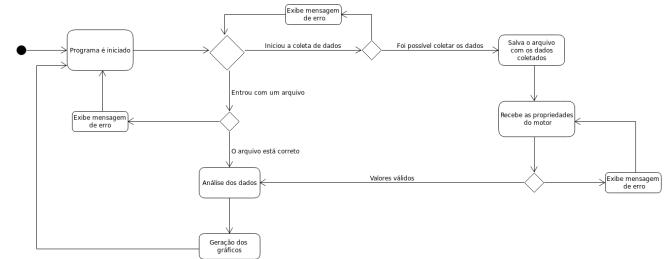 Exibe mensagem
de erro
Programa é iniciado
Iniciou a coleta de dados
Foi possível coletar os dados
Salva o arquivo
com os dados
coletados
Entrou com um arquivo
Exibe mensagem
de erro
Recebe as propriedades
do motor
O arquivo está correto
Análise dos dados
Valores válidos
Exibe mensagem
de erro
Geração dos
gráficos